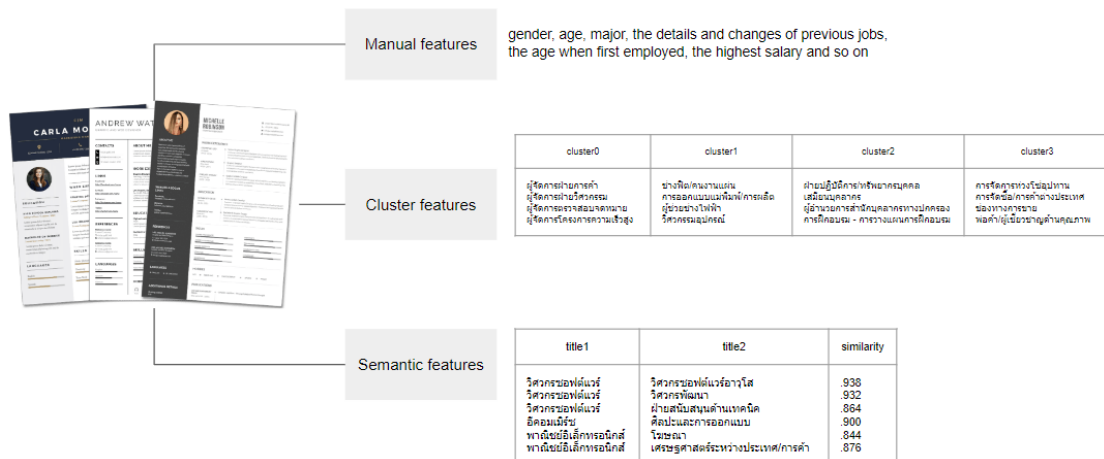 Manual features
gender, age, major, the details and changes of previous jobs,
the age when first employed, the highest salary and so on
CARLA MO
ANDREW WAT
MICHELLE
ROBINSON
Cluster features
cluster0 cluster1 cluster2 cluster3
ผู้จัดการฝ่ายการค้า ช่างฟิต/คนงานแผ่น ฝ่ายปฏิบัติการ/ทรัพยากรบุคคล การจัดการห่วงโซ่อุปทาน
ผู้จัดการฝ่ายวิศวกรรม การออกแบบแม่พิมพ์/การผลิต เสมียนบุคลากร การจัดซื้อ/การค้าต่างประเทศ
ผู้จัดการตรวจสอบจดหมาย ผู้ช่วยช่างไฟฟ้า ผู้อำนวยการสำนักบุคลากรทางปกครอง ช่องทางการขาย
ผู้จัดการโครงการความเร็วสูง วิศวกรรมอุปกรณ์ การฝึกอบรม - การวางแผนการฝึกอบรม พ่อค้า/ผู้เชี่ยวชาญด้านคุณภาพ
Semantic features
title1 title2 similarity
วิศวกรซอฟต์แวร์ วิศวกรซอฟต์แวร์อาวุโส .938
วิศวกรซอฟต์แวร์ วิศวกรพัฒนา .932
วิศวกรซอฟต์แวร์ ฝ่ายสนับสนุนด้านเทคนิค .864
อีคอมเมิร์ซ ศิลปะและการออกแบบ .900
พาณิชย์อิเล็กทรอนิกส์ โฆษณา .844
พาณิชย์อิเล็กทรอนิกส์ เศรษฐศาสตร์ระหว่างประเทศ/การค้า .876